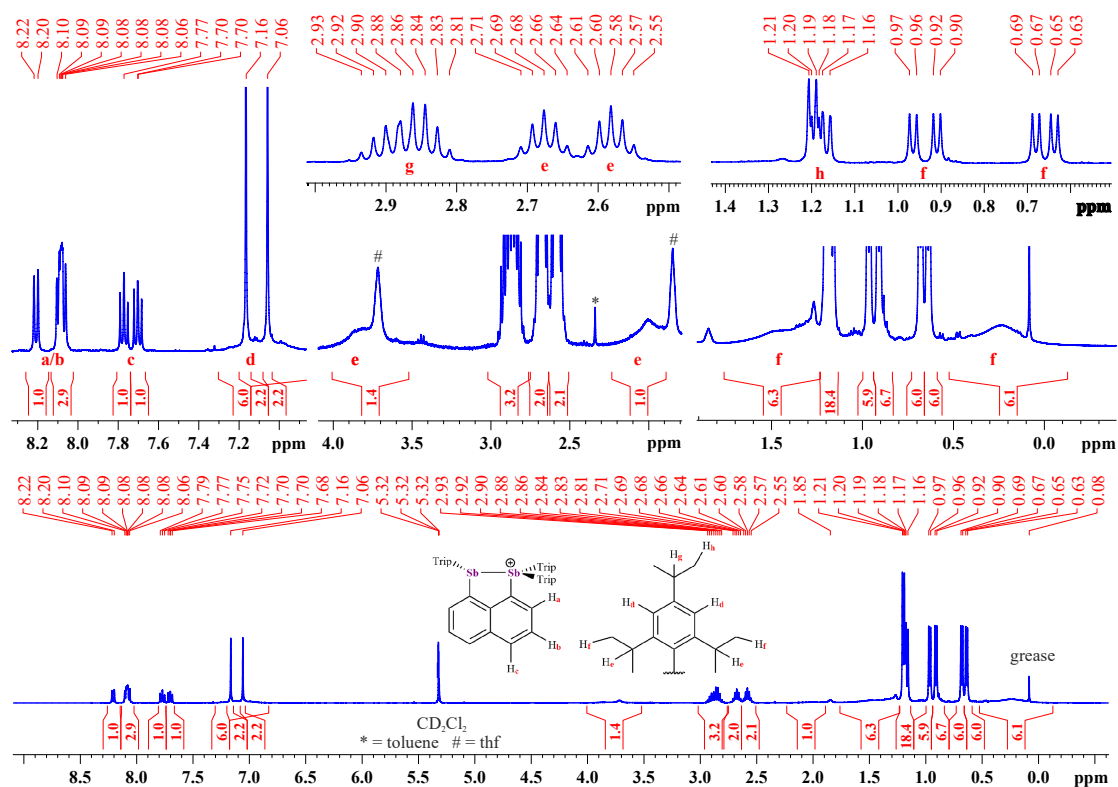 8.22 8.20 8.10 8.09 8.09 8.08 8.08 8.08 8.06 7.77 7.70 7.70 7.16 7.06
2.93 2.92 2.90 2.88 2.86 2.84 2.83 2.81 2.71 2.69 2.68 2.66 2.64 2.61 2.60 2.58 2.57 2.55
1.21 1.20 1.19 1.18 1.17 1.16 0.97 0.96 0.92 0.90 0.69 0.67 0.65 0.63
g e e
2.9 2.8 2.7 2.6 ppm
h f f
1.4 1.3 1.2 1.1 1.0 0.9 0.8 0.7 ppm
# * #
a/b c d e e f f
1.0 2.9 1.0 1.0 6.0 2.2 2.2 1.4 3.2 2.0 2.1 1.0 6.3 18.4 5.9 6.7 6.0 6.0 6.1
8.2 8.0 7.8 7.6 7.4 7.2 ppm
4.0 3.5 3.0 2.5 ppm
1.5 1.0 0.5 0.0 ppm
8.22 8.20 8.10 8.09 8.09 8.08 8.08 8.08 8.06 7.79 7.77 7.75 7.72 7.70 7.70 7.68 7.16 7.06 5.32 5.32 5.32 2.93 2.92 2.90 2.88 2.86 2.84 2.83 2.81 2.71 2.69 2.68 2.66 2.64 2.61 2.60 2.58 2.57 2.55 1.85 1.21 1.20 1.19 1.18 1.17 1.16 0.97 0.96 0.92 0.90 0.69 0.67 0.65 0.63 0.08
Trip Sb Sb ⊕ Trip
Trip
Ha
Hb
Hc
Hh
Hg
Hd Hd
Hf Hf
He He
grease
CD2Cl2
* = toluene # = thf
1.0 2.9 1.0 1.0 6.0 2.2 2.2 1.4 3.2 2.0 2.1 1.0 6.3 18.4 5.9 6.7 6.0 6.0 6.1
8.0 7.5 7.0 6.5 6.0 5.5 5.0 4.5 4.0 3.5 3.0 2.5 2.0 1.5 1.0 0.5 0.0 ppm